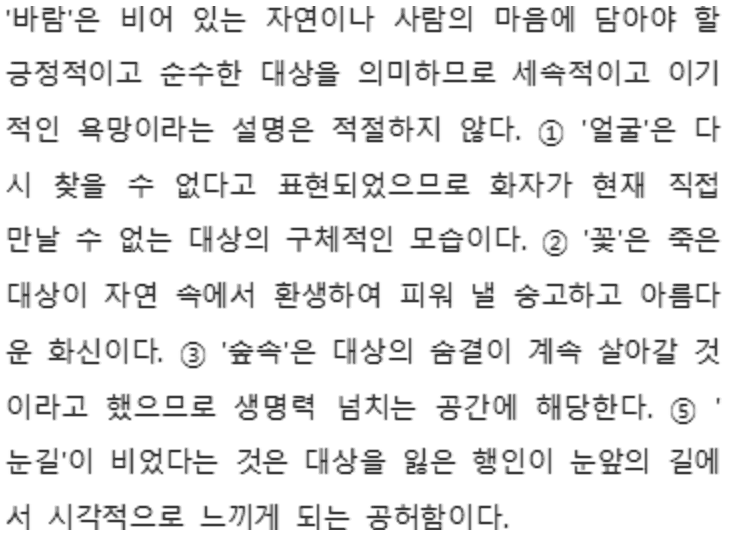 '바람'은 비어 있는 자연이나 사람의 마음에 담아야 할
긍정적이고 순수한 대상을 의미하므로 세속적이고 이기
적인 욕망이라는 설명은 적절하지 않다. ① '얼굴'은 다
시 찾을 수 없다고 표현되었으므로 화자가 현재 직접
만날 수 없는 대상의 구체적인 모습이다. ② '꽃'은 죽은
대상이 자연 속에서 환생하여 피워 낼 숭고하고 아름다
운 화신이다. ③ '숲속'은 대상의 숨결이 계속 살아갈 것
이라고 했으므로 생명력 넘치는 공간에 해당한다. ⑤ '
눈길'이 비었다는 것은 대상을 잃은 행인이 눈앞의 길에
서 시각적으로 느끼게 되는 공허함이다.